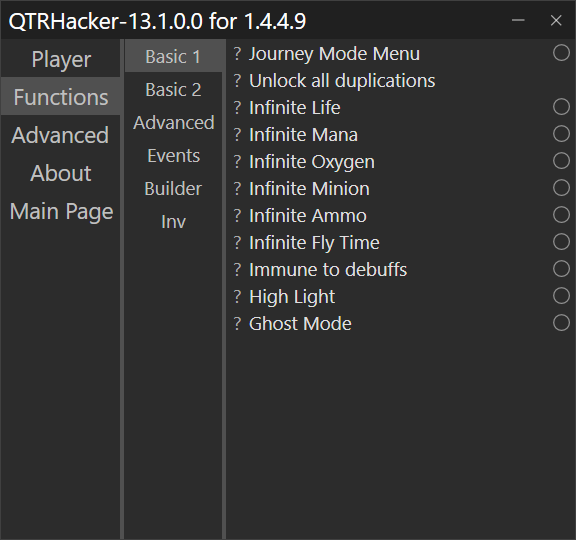 QTRHacker-13.1.0.0 for 1.4.4.9
Player
Functions
Advanced
About
Main Page
Basic 1
Basic 2
Advanced
Events
Builder
Inv
? Journey Mode Menu
? Unlock all duplications
? Infinite Life
? Infinite Mana
? Infinite Oxygen
? Infinite Minion
? Infinite Ammo
? Infinite Fly Time
? Immune to debuffs
? High Light
? Ghost Mode